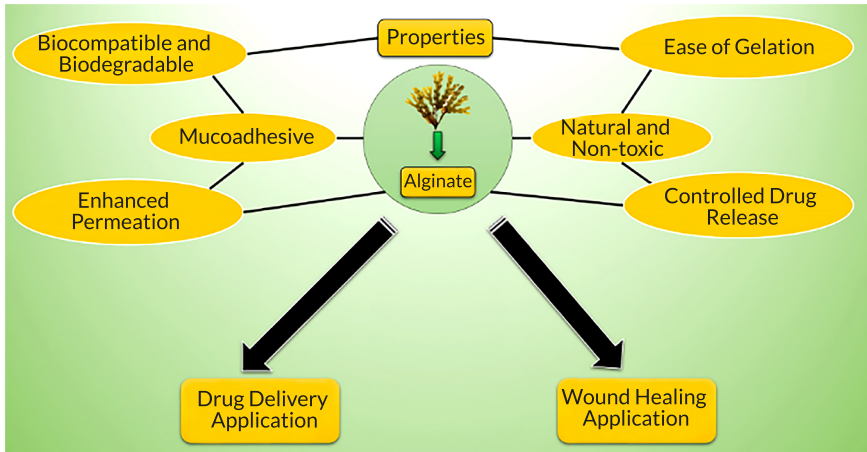 Properties
Biocompatible and
Biodegradable
Ease of Gelation
Mucoadhesive
Natural and
Non-toxic
Alginate
Enhanced
Permeation
Controlled Drug
Release
Drug Delivery
Application
Wound Healing
Application